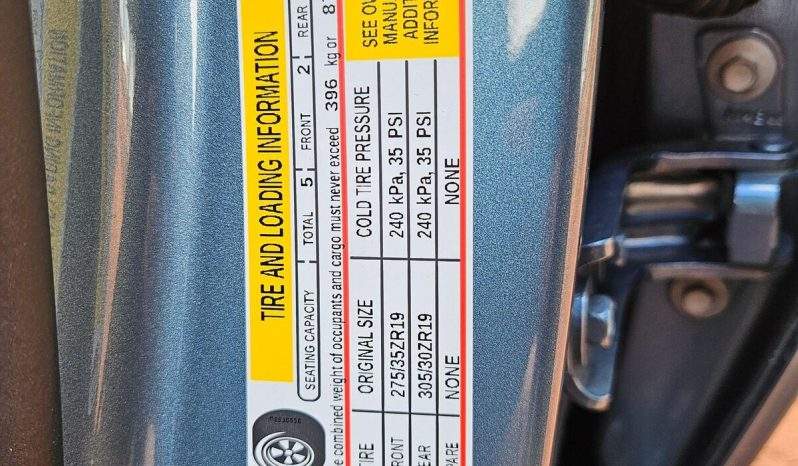 TIRE AND LOADING INFORMATION
SEATING CAPACITY TOTAL 5 FRONT 2 REAR
combined weight of occupants and cargo must never exceed 396 kg or
TIRE ORIGINAL SIZE COLD TIRE PRESSURE SEE
FRONT 275/35ZR19 240 kPa, 35 PSI
REAR 305/30ZR19 240 kPa, 35 PSI
SPARE NONE NONE